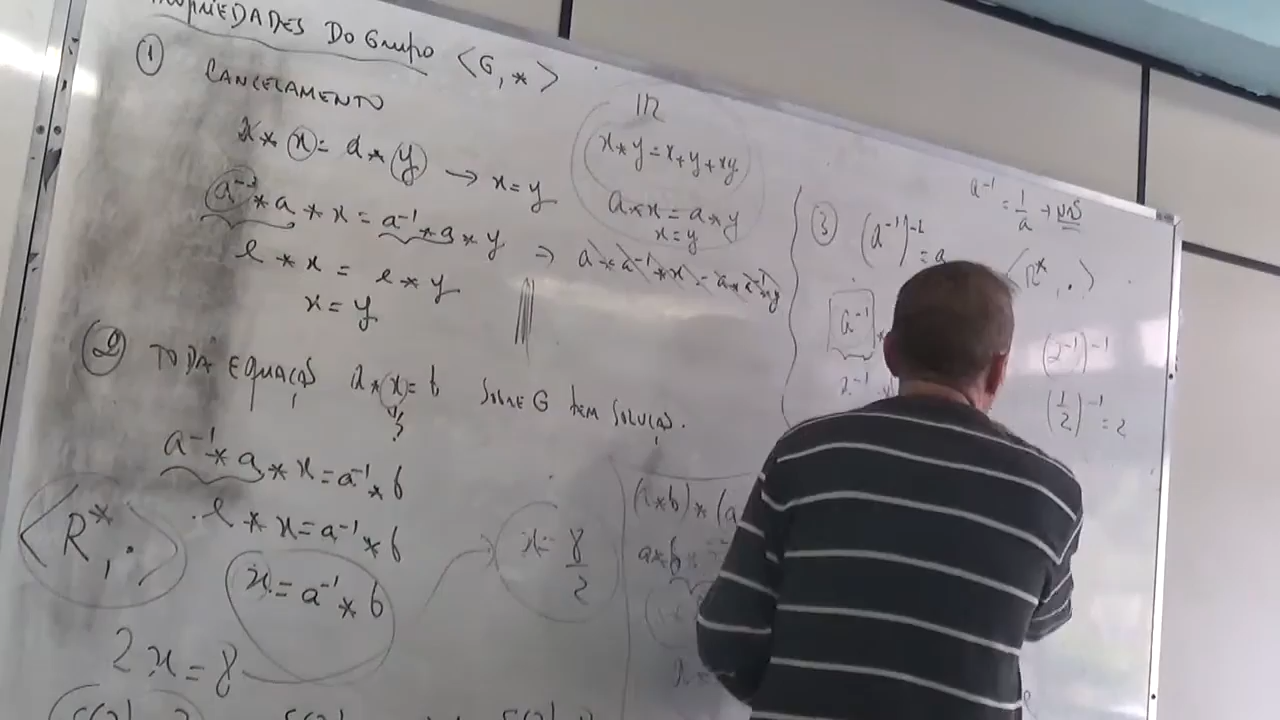 PROPRIEDADES DO GRUPO <G, *>
① CANCELAMENTO
a * x = a * y → x = y
a⁻¹ * a * x = a⁻¹ * a * y ⇒ a * a⁻¹ * x = a * a⁻¹ * y
e * x = e * y
x = y
IR
x * y = x + y + xy
a * x = a * y
x = y
② TODA EQUAÇÃO a * x = b SOBRE G TEM SOLUÇÃO.
a⁻¹ * a * x = a⁻¹ * b
e * x = a⁻¹ * b
<R*, ·>
x = a⁻¹ * b
2x = 8
x = 8/2
a⁻¹ = 1/a → NÃO
③ (a⁻¹)⁻¹ = a
<R*, ·>
a⁻¹ *
(2⁻¹)⁻¹
(1/2)⁻¹ = 2
(a * b) * (a
a * b